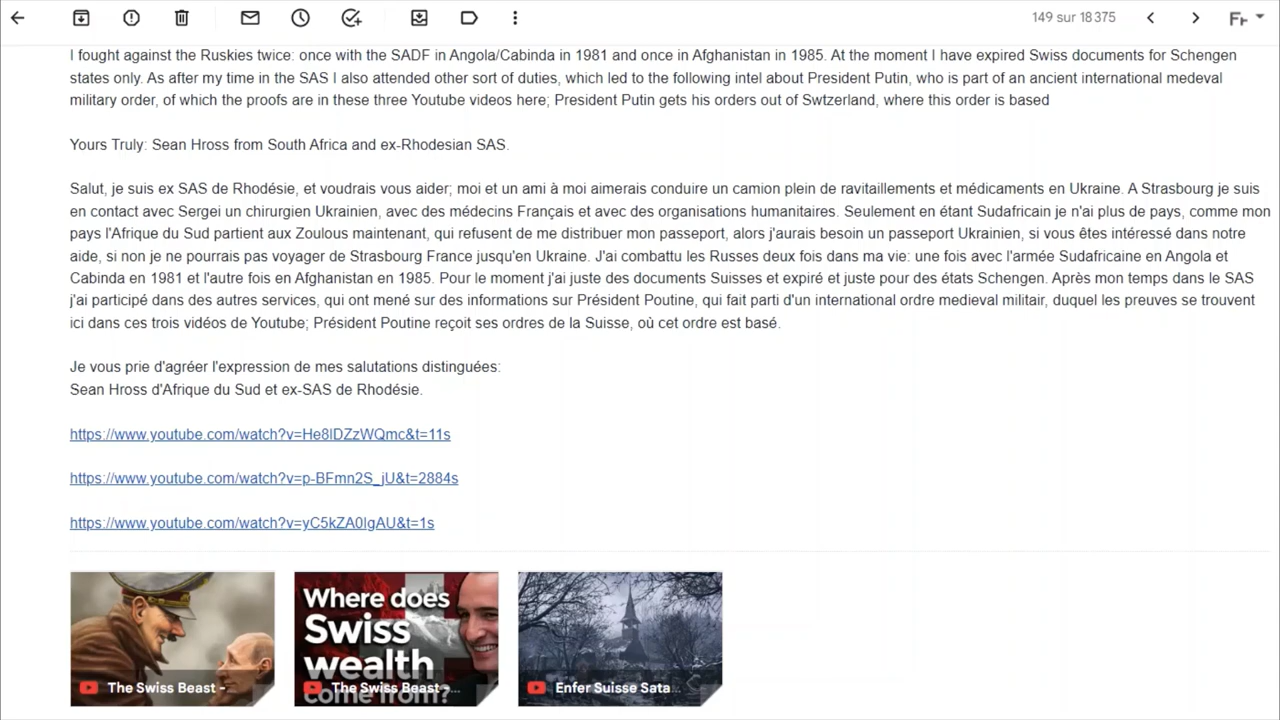 149 sur 18 375
Fr
I fought against the Ruskies twice: once with the SADF in Angola/Cabinda in 1981 and once in Afghanistan in 1985. At the moment I have expired Swiss documents for Schengen
states only. As after my time in the SAS I also attended other sort of duties, which led to the following intel about President Putin, who is part of an ancient international medeval
military order, of which the proofs are in these three Youtube videos here; President Putin gets his orders out of Swtzerland, where this order is based
Yours Truly: Sean Hross from South Africa and ex-Rhodesian SAS.
Salut, je suis ex SAS de Rhodésie, et voudrais vous aider; moi et un ami à moi aimerais conduire un camion plein de ravitaillements et médicaments en Ukraine. A Strasbourg je suis
en contact avec Sergei un chirurgien Ukrainien, avec des médecins Français et avec des organisations humanitaires. Seulement en étant Sudafricain je n'ai plus de pays, comme mon
pays l'Afrique du Sud partient aux Zoulous maintenant, qui refusent de me distribuer mon passeport, alors j'aurais besoin un passeport Ukrainien, si vous êtes intéressé dans notre
aide, si non je ne pourrais pas voyager de Strasbourg France jusqu'en Ukraine. J'ai combattu les Russes deux fois dans ma vie: une fois avec l'armée Sudafricaine en Angola et
Cabinda en 1981 et l'autre fois en Afghanistan en 1985. Pour le moment j'ai juste des documents Suisses et expiré et juste pour des états Schengen. Après mon temps dans le SAS
j'ai participé dans des autres services, qui ont mené sur des informations sur Président Poutine, qui fait parti d'un international ordre medieval militair, duquel les preuves se trouvent
ici dans ces trois vidéos de Youtube; Président Poutine reçoit ses ordres de la Suisse, où cet ordre est basé.
Je vous prie d'agréer l'expression de mes salutations distinguées:
Sean Hross d'Afrique du Sud et ex-SAS de Rhodésie.
https://www.youtube.com/watch?v=He8lDZzWQmc&t=11s
https://www.youtube.com/watch?v=p-BFmn2S_jU&t=2884s
https://www.youtube.com/watch?v=yC5kZA0lgAU&t=1s
The Swiss Beast -...
Where does
Swiss
wealth
come from?
The Swiss Beast -...
Enfer Suisse Sata...